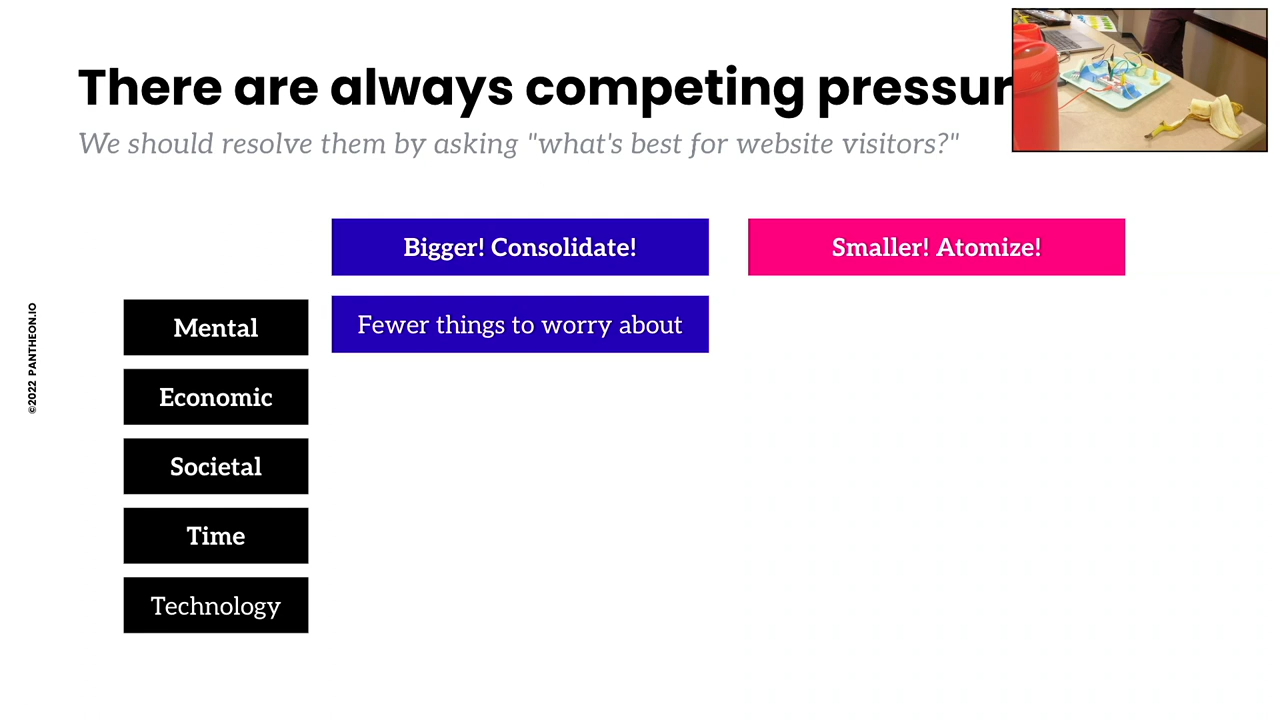 There are always competing pressur
We should resolve them by asking "what's best for website visitors?"
Bigger! Consolidate!
Smaller! Atomize!
Mental
Fewer things to worry about
Economic
Societal
Time
Technology
©2022 PANTHEON.IO